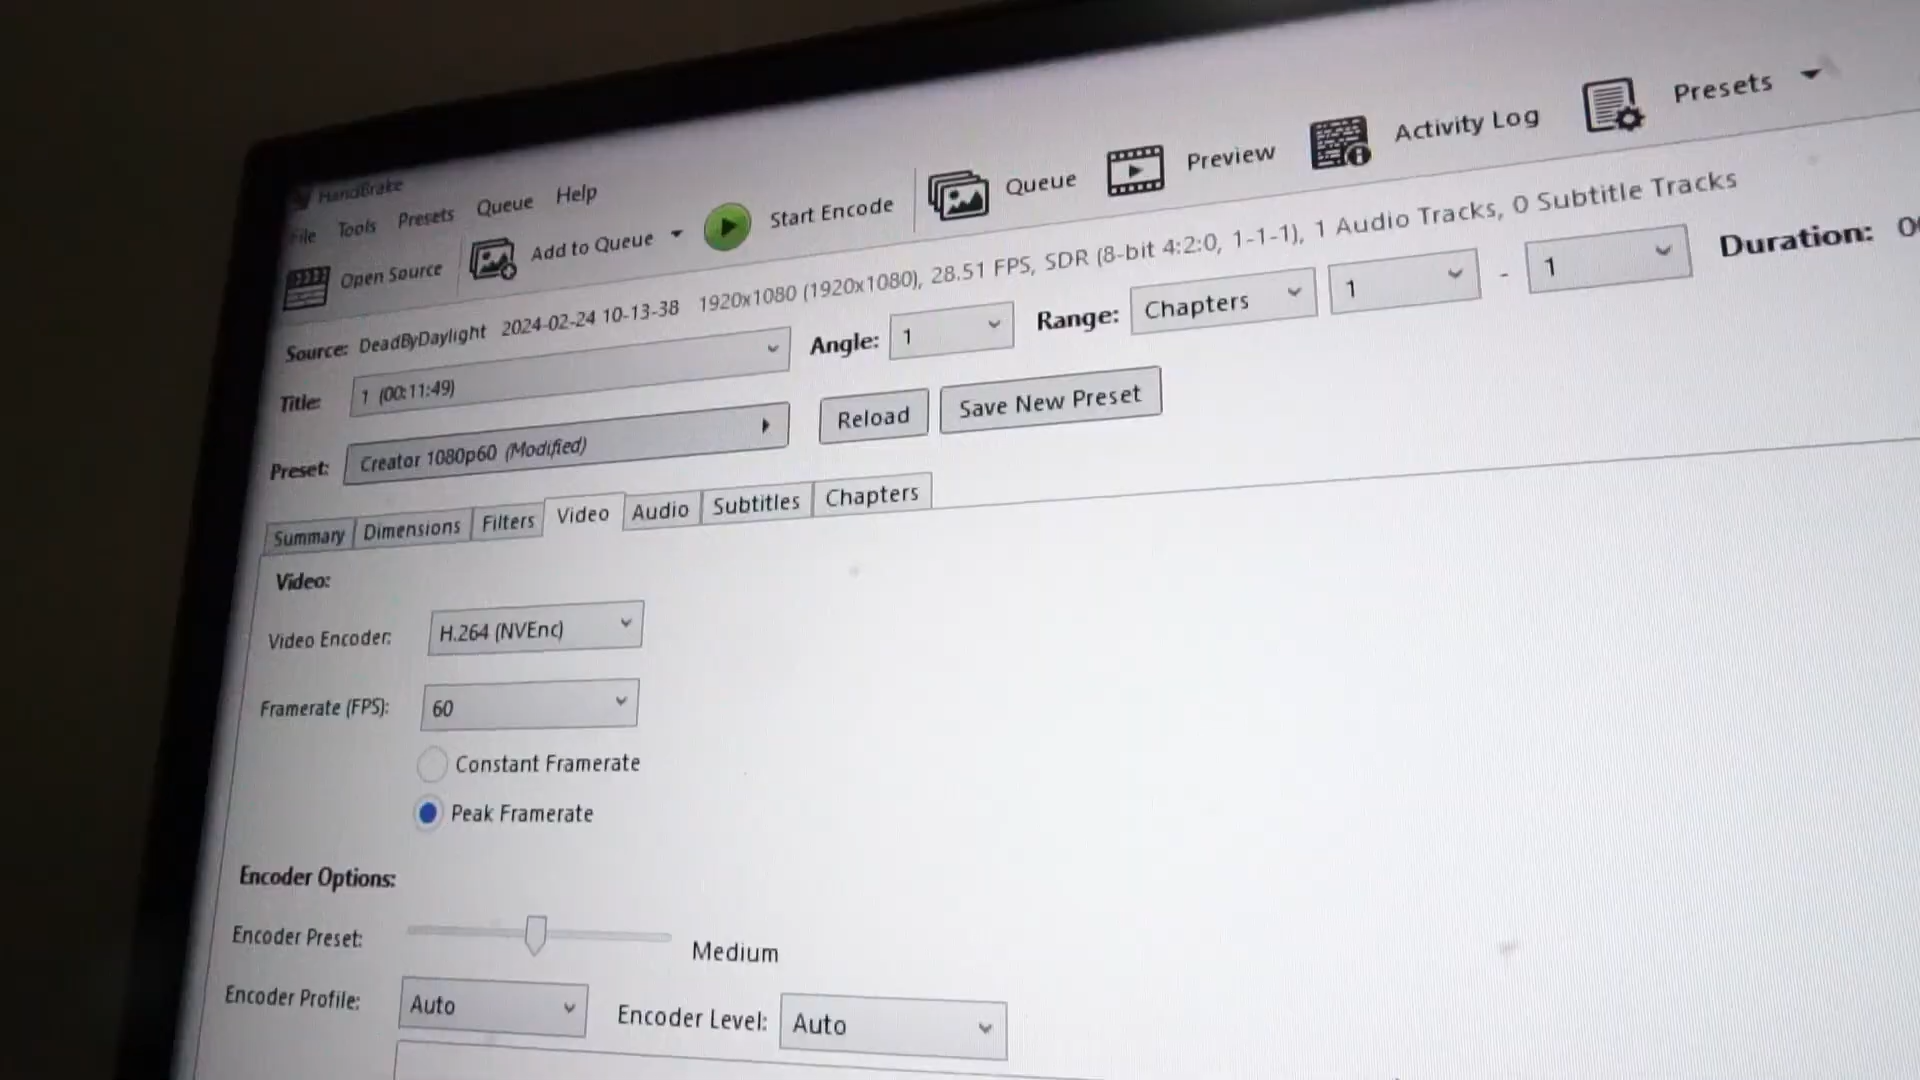 HandBrake
File Tools Presets Queue Help
Open Source Add to Queue Start Encode Queue Preview Activity Log Presets
Source: DeadByDaylight 2024-02-24 10-13-38 1920x1080 (1920x1080), 28.51 FPS, SDR (8-bit 4:2:0, 1-1-1), 1 Audio Tracks, 0 Subtitle Tracks
Title: 1 (00:11:49) Angle: 1 Range: Chapters 1 - 1 Duration:
Preset: Creator 1080p60 (Modified) Reload Save New Preset
Summary Dimensions Filters Video Audio Subtitles Chapters
Video:
Video Encoder: H.264 (NVEnc)
Framerate (FPS): 60
Constant Framerate
Peak Framerate
Encoder Options:
Encoder Preset: Medium
Encoder Profile: Auto Encoder Level: Auto